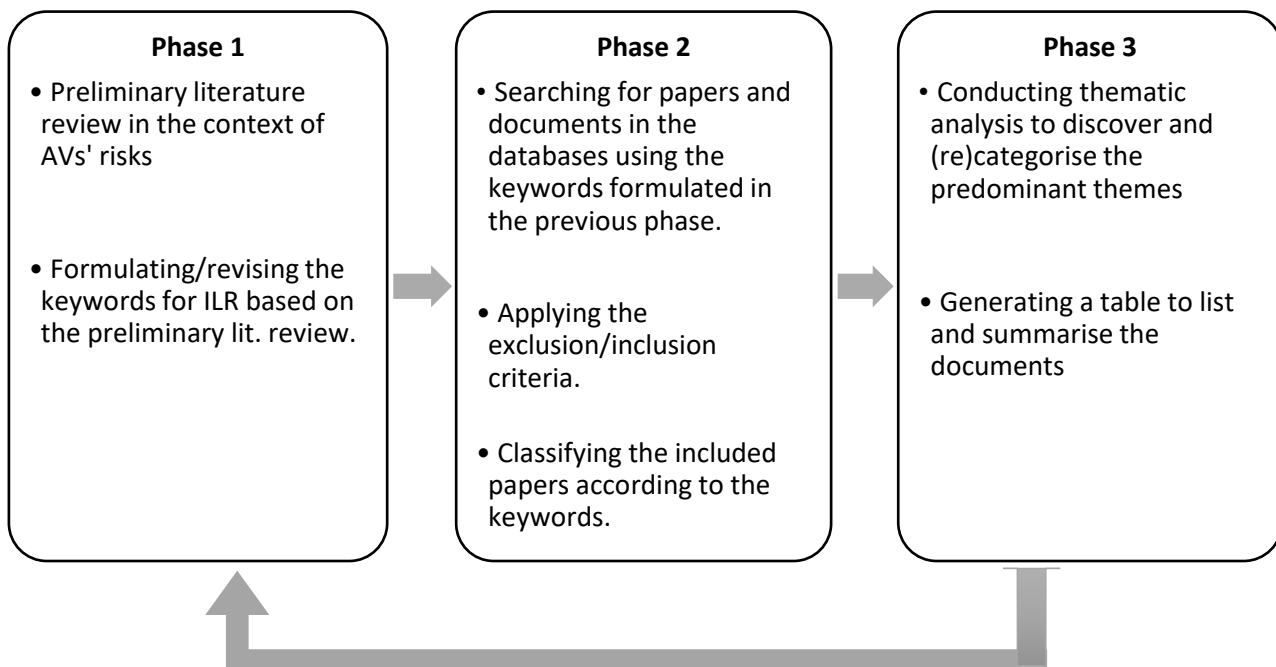 Phase 1
• Preliminary literature
review in the context of
AVs' risks
• Formulating/revising the
keywords for ILR based on
the preliminary lit. review.
Phase 2
• Searching for papers and
documents in the
databases using the
keywords formulated in
the previous phase.
• Applying the
exclusion/inclusion
criteria.
• Classifying the included
papers according to the
keywords.
Phase 3
• Conducting thematic
analysis to discover and
(re)categorise the
predominant themes
• Generating a table to list
and summarise the
documents